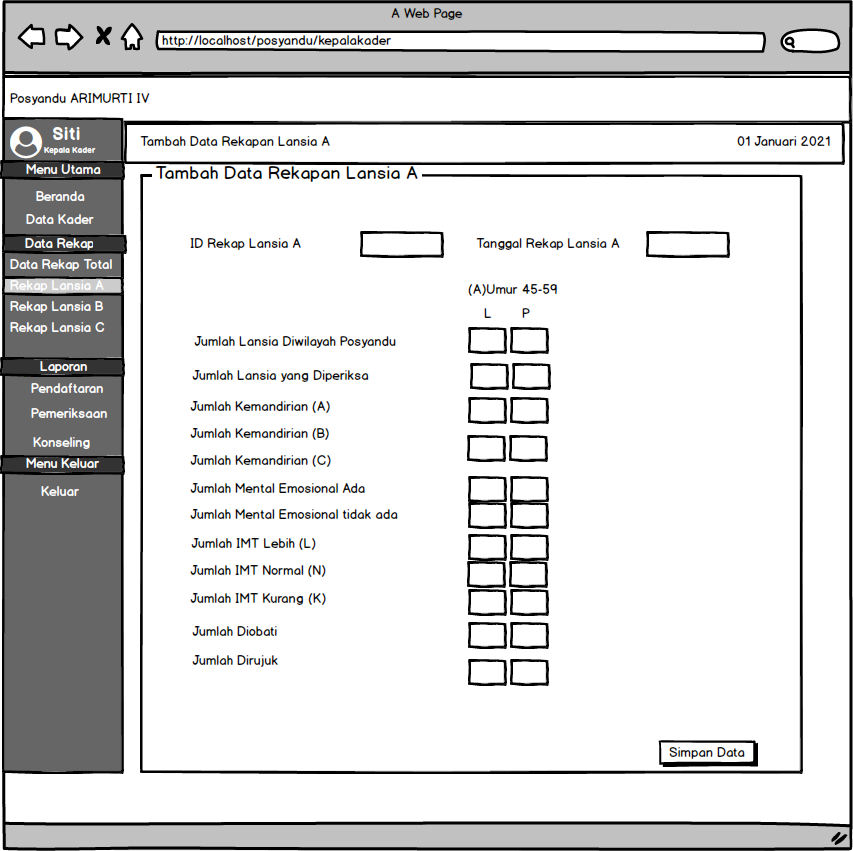 A Web Page
http://localhost/posyandu/kepalakader
Posyandu ARIMURTI IV
Siti
Kepala Kader
Menu Utama
Beranda
Data Kader
Data Rekap
Data Rekap Total
Rekap Lansia A
Rekap Lansia B
Rekap Lansia C
Laporan
Pendaftaran
Pemeriksaan
Konseling
Menu Keluar
Keluar
Tambah Data Rekapan Lansia A
01 Januari 2021
Tambah Data Rekapan Lansia A
ID Rekap Lansia A
Tanggal Rekap Lansia A
(A)Umur 45-59
L P
Jumlah Lansia Diwilayah Posyandu
Jumlah Lansia yang Diperiksa
Jumlah Kemandirian (A)
Jumlah Kemandirian (B)
Jumlah Kemandirian (C)
Jumlah Mental Emosional Ada
Jumlah Mental Emosional tidak ada
Jumlah IMT Lebih (L)
Jumlah IMT Normal (N)
Jumlah IMT Kurang (K)
Jumlah Diobati
Jumlah Dirujuk
Simpan Data